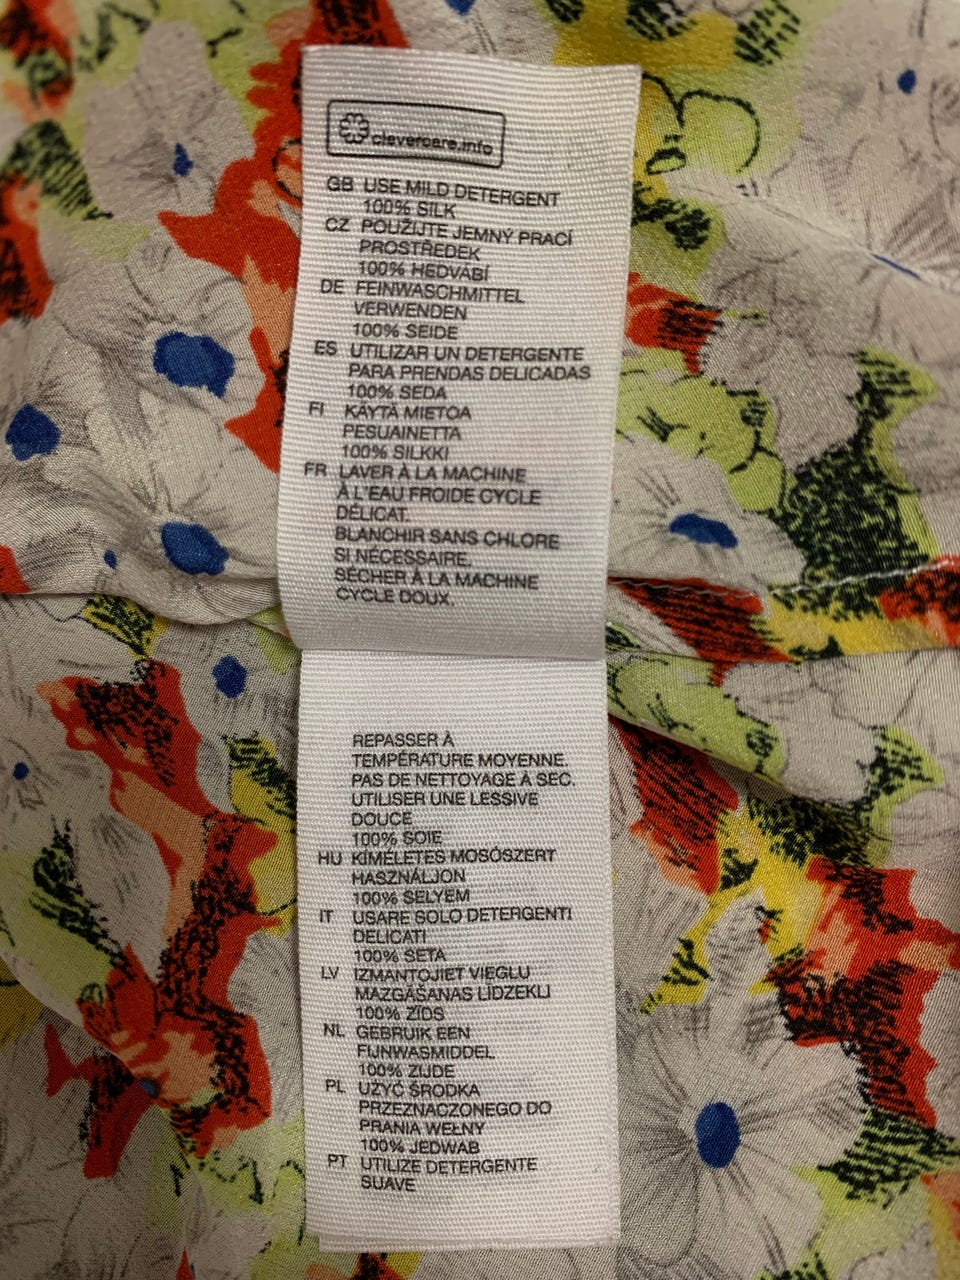 clevercare.info
GB USE MILD DETERGENT
100% SILK
CZ POUŽIJTE JEMNÝ PRACÍ
PROSTŘEDEK
100% HEDVÁBÍ
DE FEINWASCHMITTEL
VERWENDEN
100% SEIDE
ES UTILIZAR UN DETERGENTE
PARA PRENDAS DELICADAS
100% SEDA
FI KÄYTÄ MIETOA
PESUAINETTA
100% SILKKI
FR LAVER À LA MACHINE
À L'EAU FROIDE CYCLE
DÉLICAT.
BLANCHIR SANS CHLORE
SI NÉCESSAIRE.
SÉCHER À LA MACHINE
CYCLE DOUX.
REPASSER À
TEMPÉRATURE MOYENNE.
PAS DE NETTOYAGE À SEC.
UTILISER UNE LESSIVE
DOUCE
100% SOIE
HU KÍMÉLETES MOSÓSZERT
HASZNÁLJON
100% SELYEM
IT USARE SOLO DETERGENTI
DELICATI
100% SETA
LV IZMANTOJIET VIEGLU
MAZGĀŠANAS LĪDZEKLI
100% ZĪDS
NL GEBRUIK EEN
FIJNWASMIDDEL
100% ZIJDE
PL UŻYĆ ŚRODKA
PRZEZNACZONEGO DO
PRANIA WEŁNY
100% JEDWAB
PT UTILIZE DETERGENTE
SUAVE